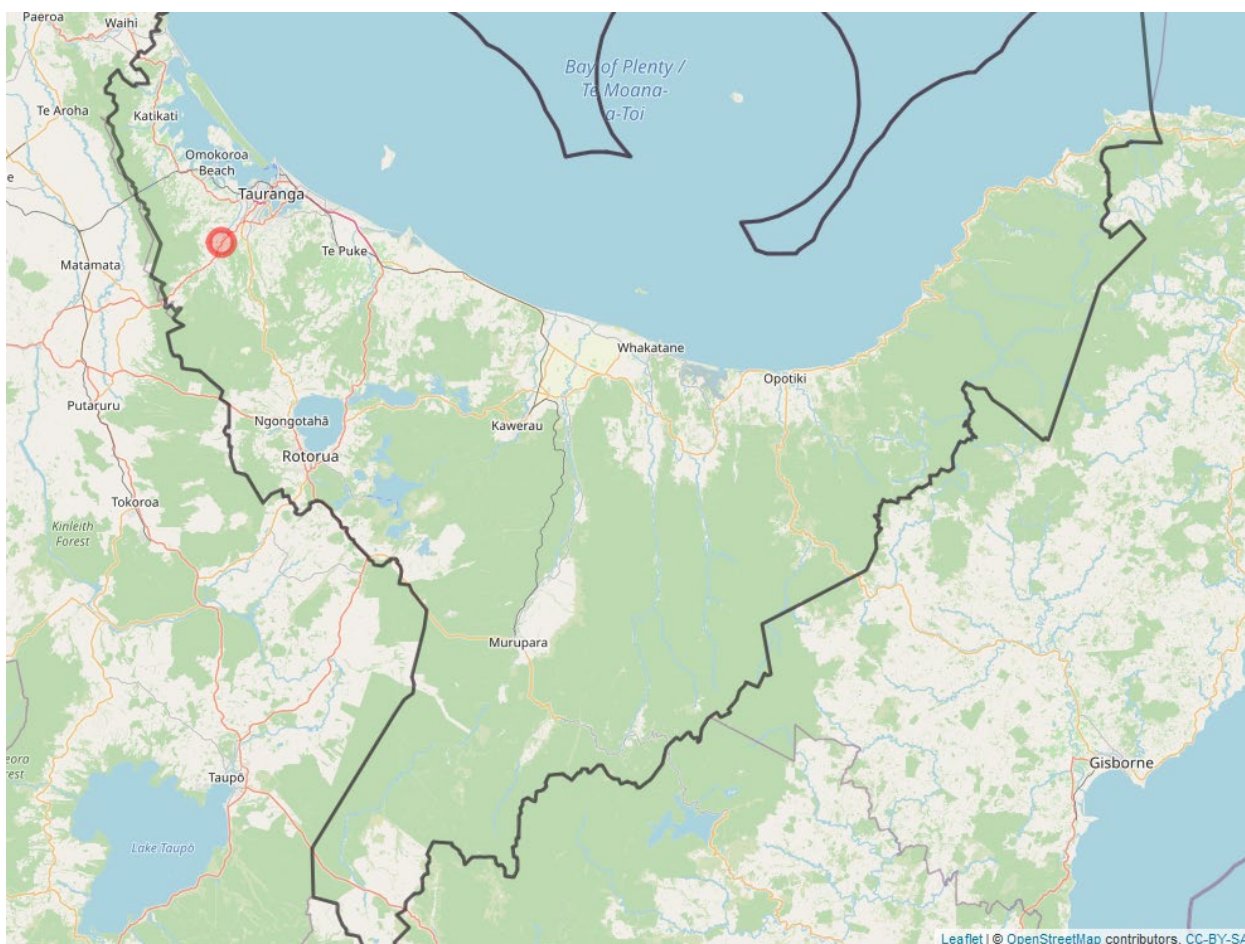 Paeroa
Waihi
Bay of Plenty /
Te Moana-
a-Toi
Te Aroha
Katikati
Omokoroa
Beach
Tauranga
Te Puke
Matamata
Whakatane
Opotiki
Putaruru
Ngongotahā
Kawerau
Rotorua
Tokoroa
Kinleith
Forest
Murupara
Taupō
Gisborne
Lake Taupō
Leaflet | © OpenStreetMap contributors, CC-BY-SA